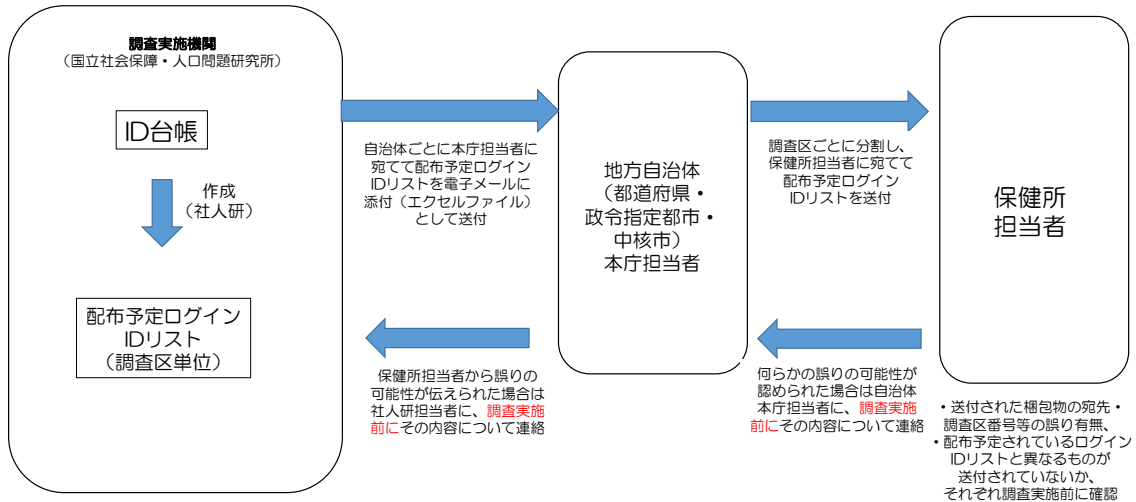 調査実施機関
（国立社会保障・人口問題研究所）
ID台帳
作成
（社人研）
配布予定ログイン
IDリスト
（調査区単位）
自治体ごとに本庁担当者に
宛てて配布予定ログイン
IDリストを電子メールに
添付（エクセルファイル）
として送付
保健所担当者から誤りの
可能性が伝えられた場合は
社人研担当者に、調査実施
前にその内容について連絡
地方自治体
（都道府県・
政令指定都市・
中核市）
本庁担当者
調査区ごとに分割し、
保健所担当者に宛てて
配布予定ログイン
IDリストを送付
何らかの誤りの可能性が
認められた場合は自治体
本庁担当者に、調査実施
前にその内容について連絡
保健所
担当者
・送付された梱包物の宛先・
調査区番号等の誤り有無、
・配布予定されているログイン
IDリストと異なるものが
送付されていないか、
それぞれ調査実施前に確認